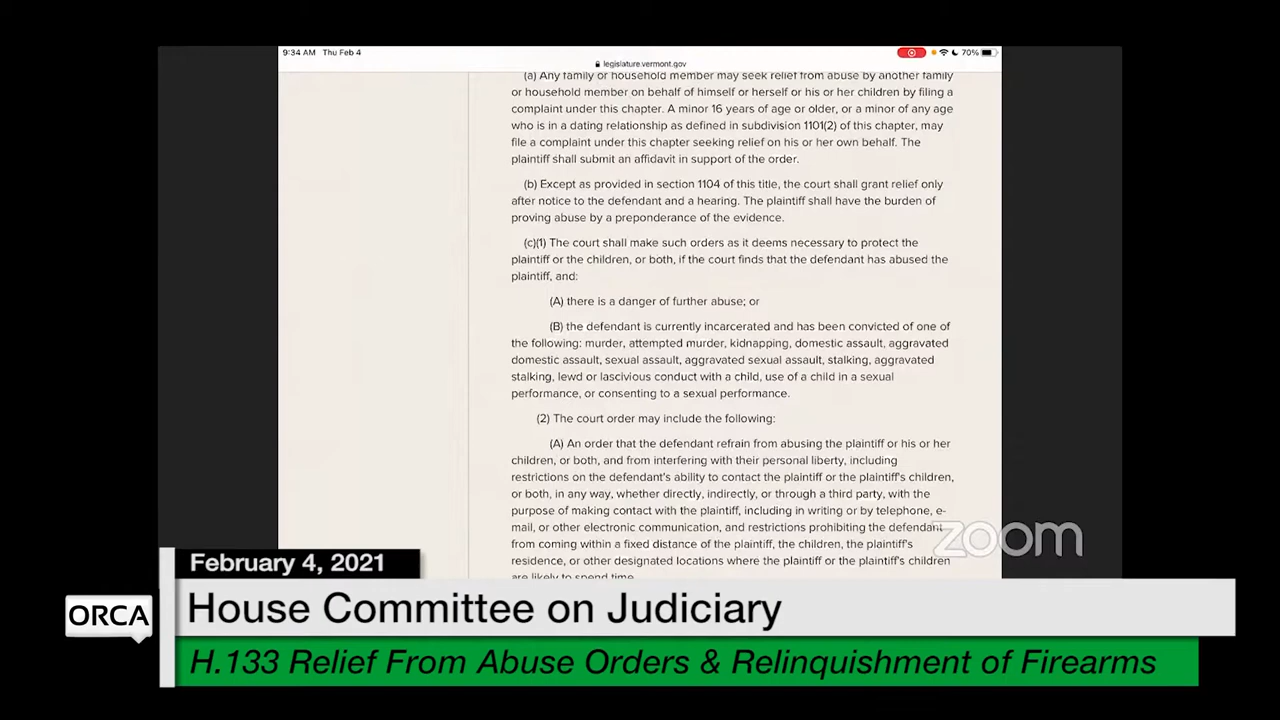 9:34 AM Thu Feb 4
70%
legislature.vermont.gov
(a) Any family or household member may seek relief from abuse by another family
or household member on behalf of himself or herself or his or her children by filing a
complaint under this chapter. A minor 16 years of age or older, or a minor of any age
who is in a dating relationship as defined in subdivision 1101(2) of this chapter, may
file a complaint under this chapter seeking relief on his or her own behalf. The
plaintiff shall submit an affidavit in support of the order.
(b) Except as provided in section 1104 of this title, the court shall grant relief only
after notice to the defendant and a hearing. The plaintiff shall have the burden of
proving abuse by a preponderance of the evidence.
(c)(1) The court shall make such orders as it deems necessary to protect the
plaintiff or the children, or both, if the court finds that the defendant has abused the
plaintiff, and:
(A) there is a danger of further abuse; or
(B) the defendant is currently incarcerated and has been convicted of one of
the following: murder, attempted murder, kidnapping, domestic assault, aggravated
domestic assault, sexual assault, aggravated sexual assault, stalking, aggravated
stalking, lewd or lascivious conduct with a child, use of a child in a sexual
performance, or consenting to a sexual performance.
(2) The court order may include the following:
(A) An order that the defendant refrain from abusing the plaintiff or his or her
children, or both, and from interfering with their personal liberty, including
restrictions on the defendant's ability to contact the plaintiff or the plaintiff's children,
or both, in any way, whether directly, indirectly, or through a third party, with the
purpose of making contact with the plaintiff, including in writing or by telephone, e-
mail, or other electronic communication, and restrictions prohibiting the defendant
from coming within a fixed distance of the plaintiff, the children, the plaintiff's
residence, or other designated locations where the plaintiff or the plaintiff's children
are likely to spend time.
zoom
February 4, 2021
ORCA
House Committee on Judiciary
H.133 Relief From Abuse Orders & Relinquishment of Firearms